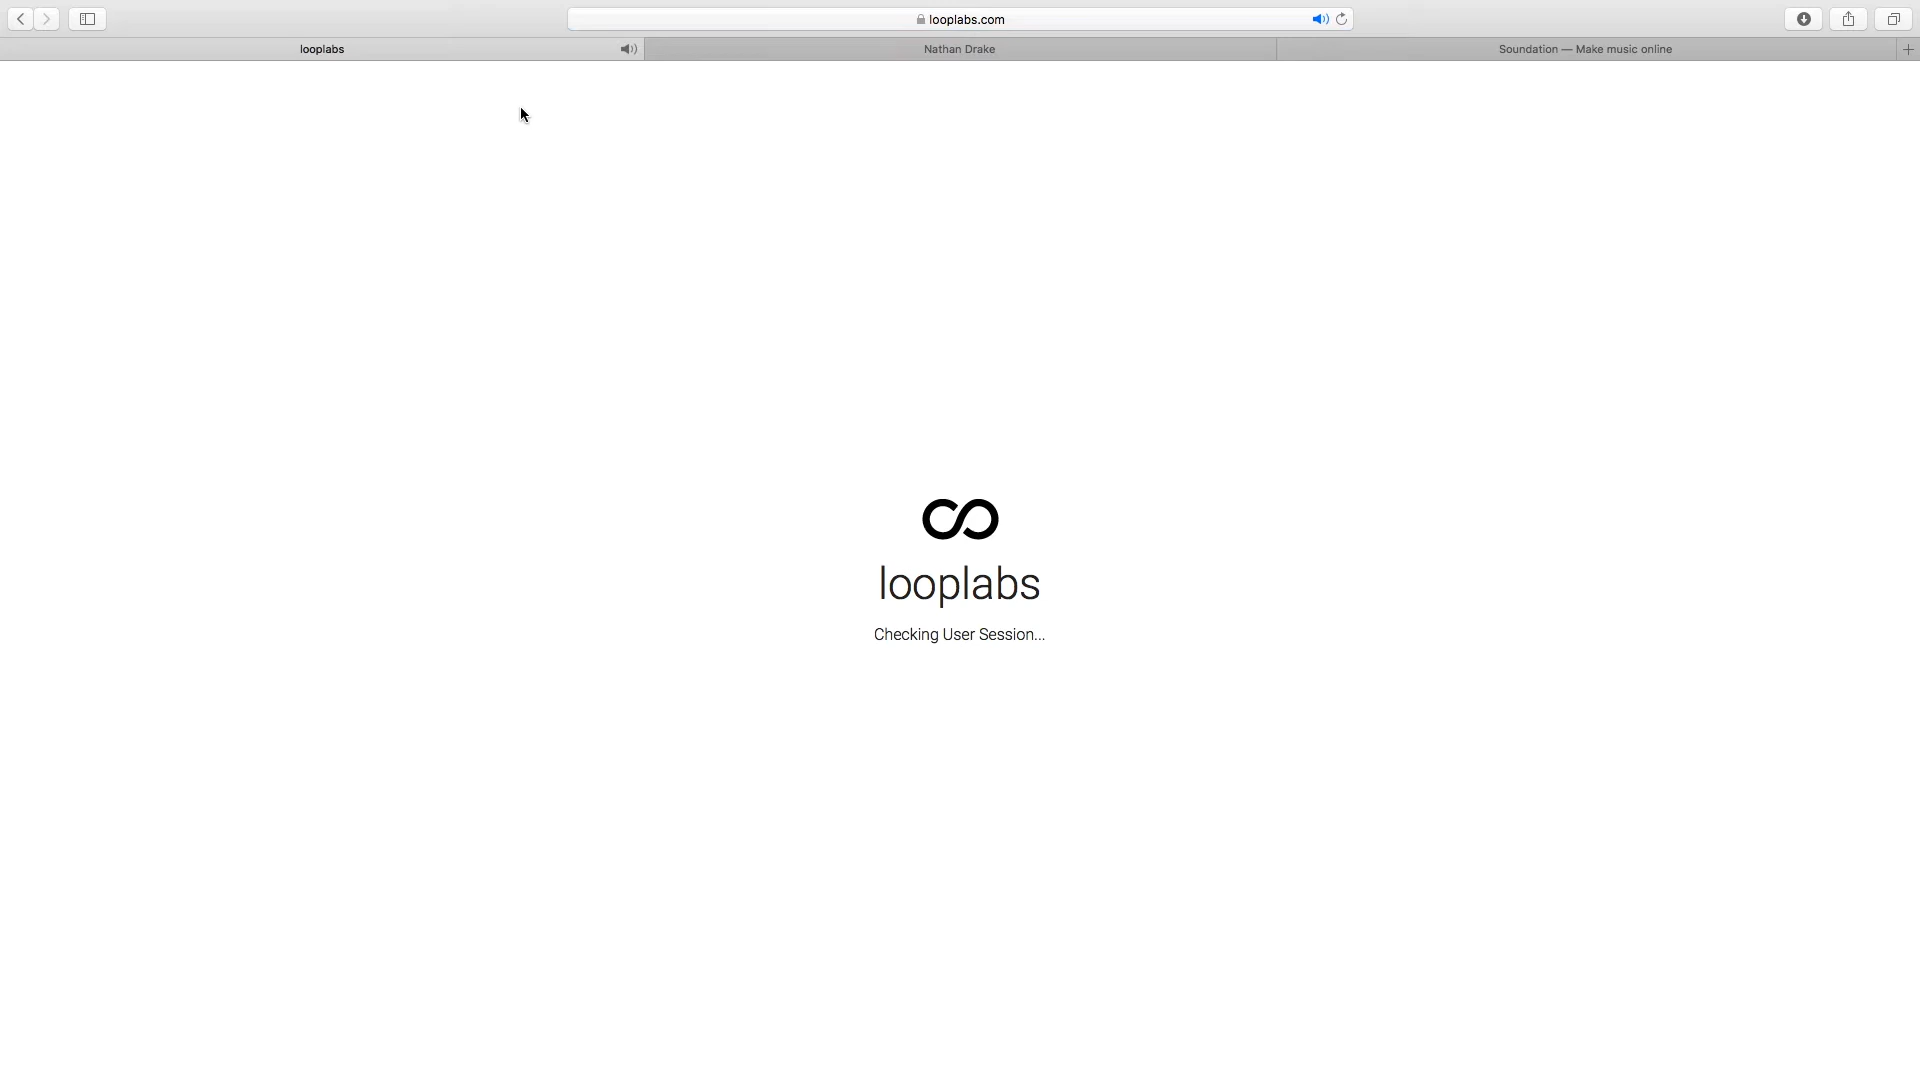 looplabs.com
looplabs
Nathan Drake
Soundation — Make music online
looplabs
Checking User Session...